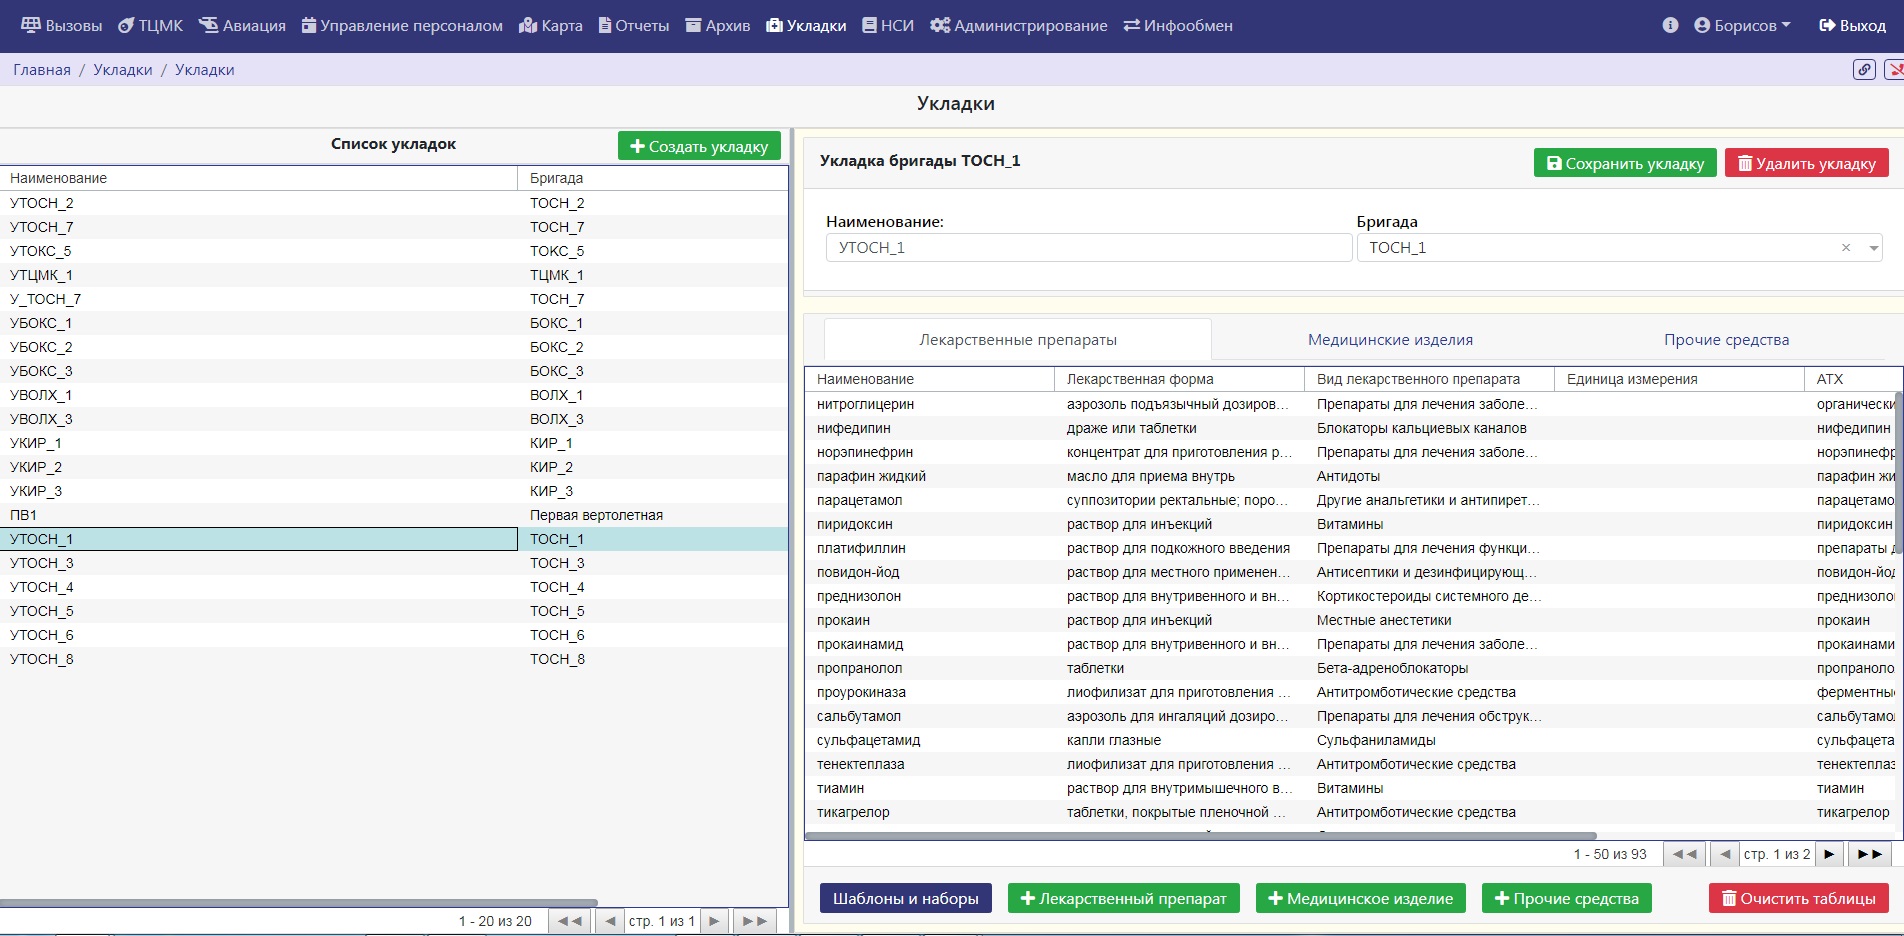 Вызовы ТЦМК Авиация Управление персоналом Карта Отчеты Архив Укладки НСИ Администрирование Инфообмен Борисов Выход
Главная / Укладки / Укладки
Укладки
Список укладок Создать укладку
Наименование Бригада
УТОСН_2 ТОСН_2
УТОСН_7 ТОСН_7
УТОКС_5 ТОКС_5
УТЦМК_1 ТЦМК_1
У_ТОСН_7 ТОСН_7
УБОКС_1 БОКС_1
УБОКС_2 БОКС_2
УБОКС_3 БОКС_3
УВОЛХ_1 ВОЛХ_1
УВОЛХ_3 ВОЛХ_3
УКИР_1 КИР_1
УКИР_2 КИР_2
УКИР_3 КИР_3
ПВ1 Первая вертолетная
УТОСН_1 ТОСН_1
УТОСН_3 ТОСН_3
УТОСН_4 ТОСН_4
УТОСН_5 ТОСН_5
УТОСН_6 ТОСН_6
УТОСН_8 ТОСН_8
1 - 20 из 20 стр. 1 из 1
Укладка бригады ТОСН_1 Сохранить укладку Удалить укладку
Наименование: Бригада
УТОСН_1 ТОСН_1 ×
Лекарственные препараты Медицинские изделия Прочие средства
Наименование Лекарственная форма Вид лекарственного препарата Единица измерения АТХ
нитроглицерин аэрозоль подъязычный дозиров… Препараты для лечения заболе… органически
нифедипин драже или таблетки Блокаторы кальциевых каналов нифедипин
норэпинефрин концентрат для приготовления р… Препараты для лечения заболе… норэпинефр
парафин жидкий масло для приема внутрь Антидоты парафин жи
парацетамол суппозитории ректальные; поро… Другие анальгетики и антипирет… парацетамо
пиридоксин раствор для инъекций Витамины пиридоксин
платифиллин раствор для подкожного введения Препараты для лечения функци… препараты д
повидон-йод раствор для местного применен… Антисептики и дезинфицирующ… повидон-йод
преднизолон раствор для внутривенного и вн… Кортикостероиды системного де… преднизоло
прокаин раствор для инъекций Местные анестетики прокаин
прокаинамид раствор для внутривенного и вн… Препараты для лечения заболе… прокаинами
пропранолол таблетки Бета-адреноблокаторы пропраноло
проурокиназа лиофилизат для приготовления … Антитромботические средства ферментны
сальбутамол аэрозоль для ингаляций дозиро… Препараты для лечения обструк… сальбутамо
сульфацетамид капли глазные Сульфаниламиды сульфацета
тенектеплаза лиофилизат для приготовления … Антитромботические средства тенектеплаз
тиамин раствор для внутримышечного в… Витамины тиамин
тикагрелор таблетки, покрытые пленочной … Антитромботические средства тикагрелор
1 - 50 из 93 стр. 1 из 2
Шаблоны и наборы Лекарственный препарат Медицинское изделие Прочие средства Очистить таблицы